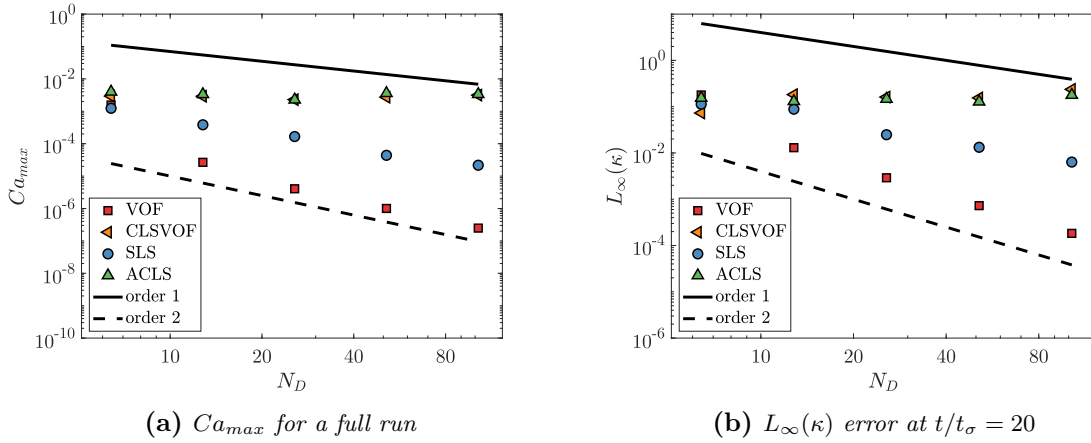 10^0
10^-2
10^-4
10^-6
10^-8
10^-10
Ca_max
VOF
CLSVOF
SLS
ACLS
order 1
order 2
10 20 40 80
N_D
(a) Ca_max for a full run
10^0
10^-2
10^-4
10^-6
L_∞(κ)
VOF
CLSVOF
SLS
ACLS
order 1
order 2
10 20 40 80
N_D
(b) L_∞(κ) error at t/t_σ = 20